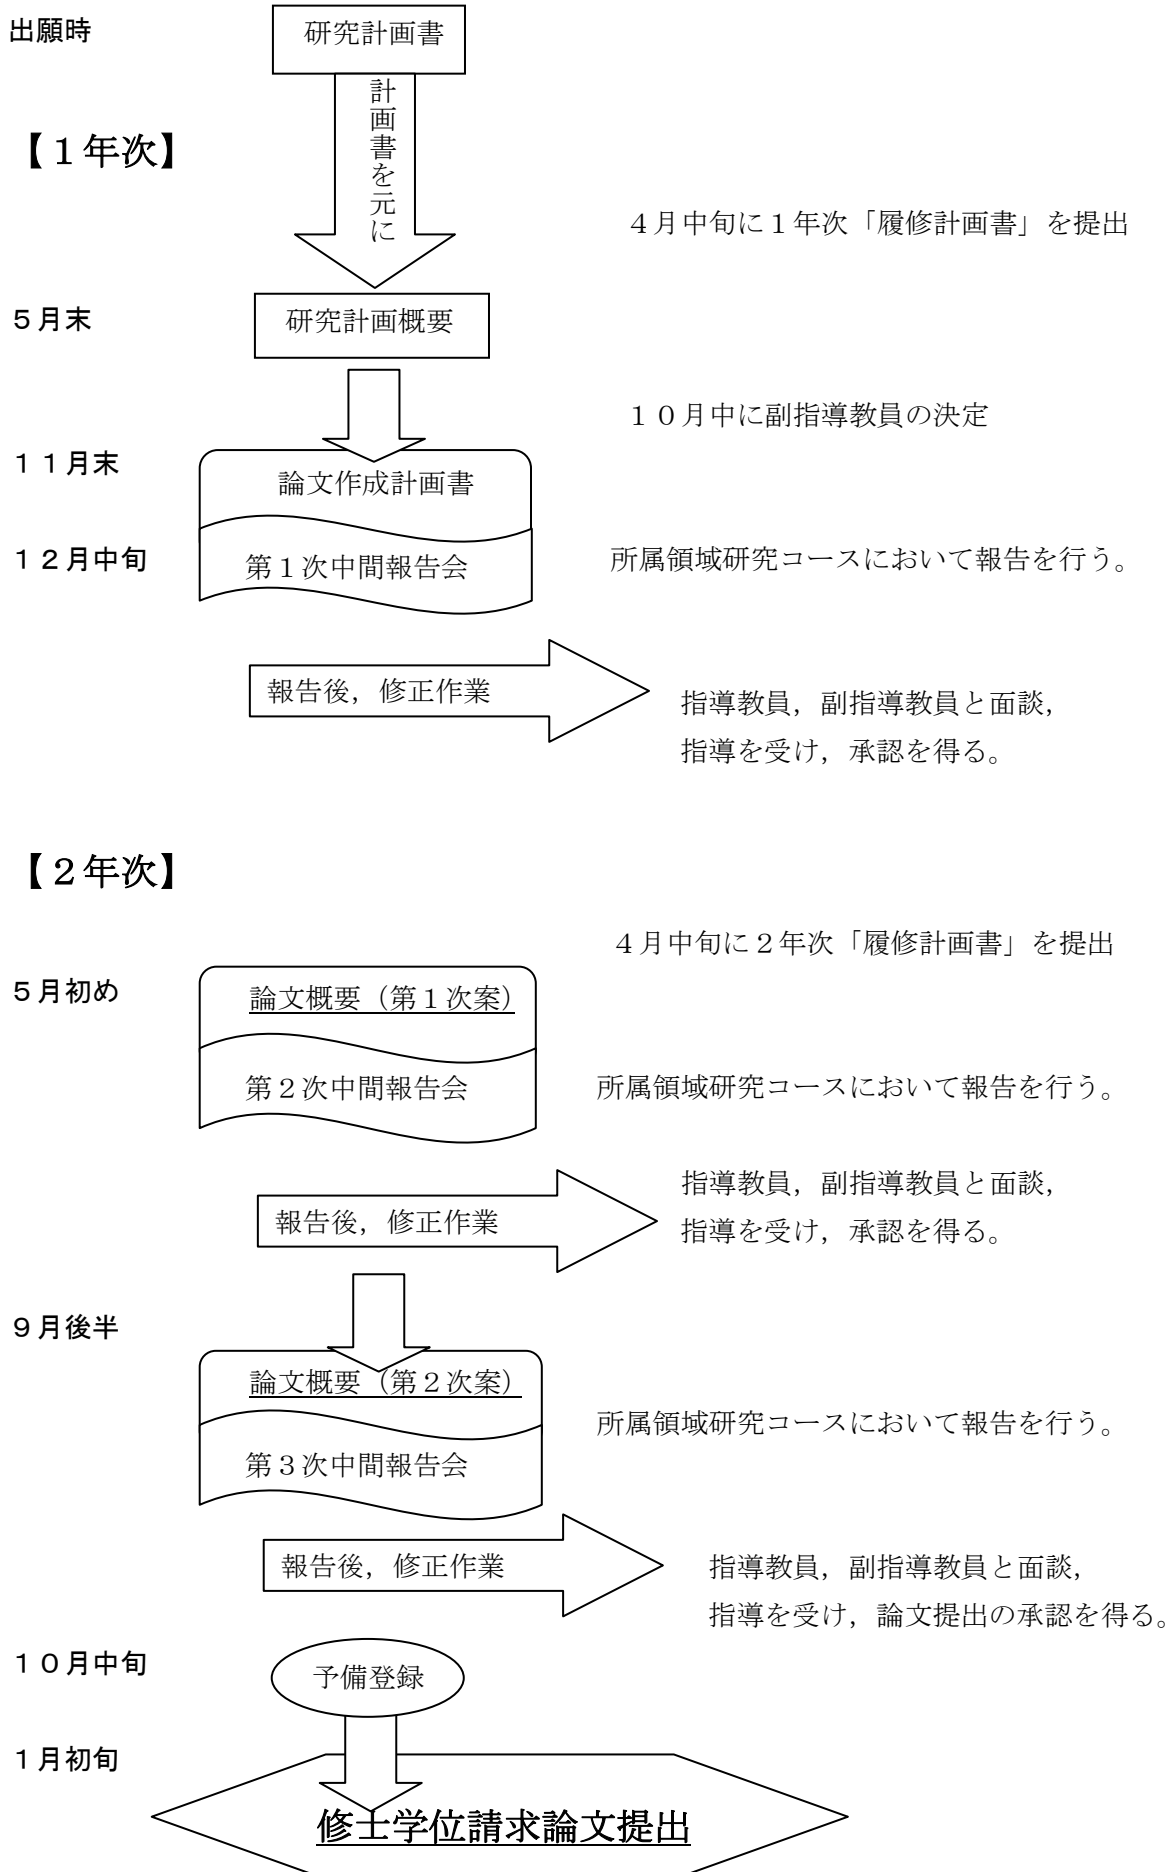 出願時
研究計画書
計画書を元に
【１年次】
４月中旬に１年次「履修計画書」を提出
５月末
研究計画概要
１０月中に副指導教員の決定
１１月末
論文作成計画書
１２月中旬
第１次中間報告会
所属領域研究コースにおいて報告を行う。
報告後，修正作業
指導教員，副指導教員と面談，
指導を受け，承認を得る。
【２年次】
４月中旬に２年次「履修計画書」を提出
５月初め
論文概要（第１次案）
第２次中間報告会
所属領域研究コースにおいて報告を行う。
報告後，修正作業
指導教員，副指導教員と面談，
指導を受け，承認を得る。
９月後半
論文概要（第２次案）
所属領域研究コースにおいて報告を行う。
第３次中間報告会
報告後，修正作業
指導教員，副指導教員と面談，
指導を受け，論文提出の承認を得る。
１０月中旬
予備登録
１月初旬
修士学位請求論文提出